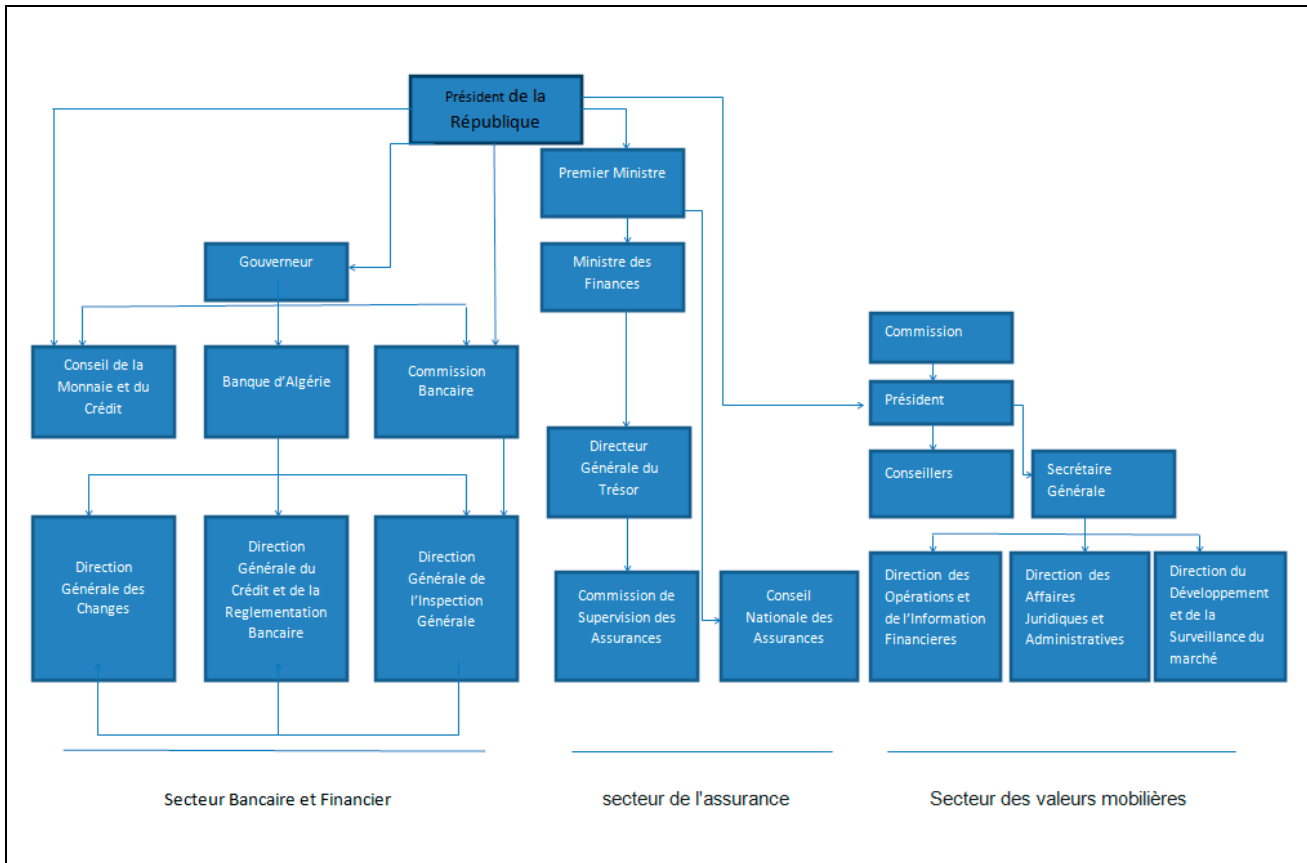 Président de la
République
Premier Ministre
Gouverneur
Ministre des
Finances
Conseil de la
Monnaie et du
Crédit
Banque d'Algérie
Commission
Bancaire
Commission
Président
Conseillers
Secrétaire
Générale
Directeur
Générale du
Trésor
Direction
Générale des
Changes
Direction
Générale du
Crédit et de la
Reglementation
Bancaire
Direction
Générale de
l'Inspection
Générale
Commission de
Supervision des
Assurances
Conseil
Nationale des
Assurances
Direction des
Opérations et
de l'Information
Financieres
Direction des
Affaires
Juridiques et
Administratives
Direction du
Développement
et de la
Surveillance du
marché
Secteur Bancaire et Financier
secteur de l'assurance
Secteur des valeurs mobilières